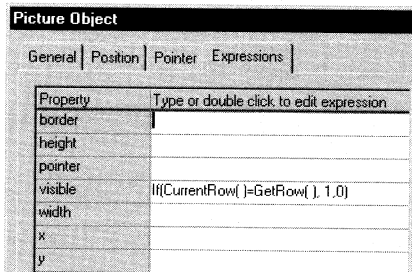 Picture Object
General Position Pointer Expressions
Property Type or double click to edit expression
border
height
pointer
visible If(CurrentRow( )=GetRow( ), 1,0)
width
x
y